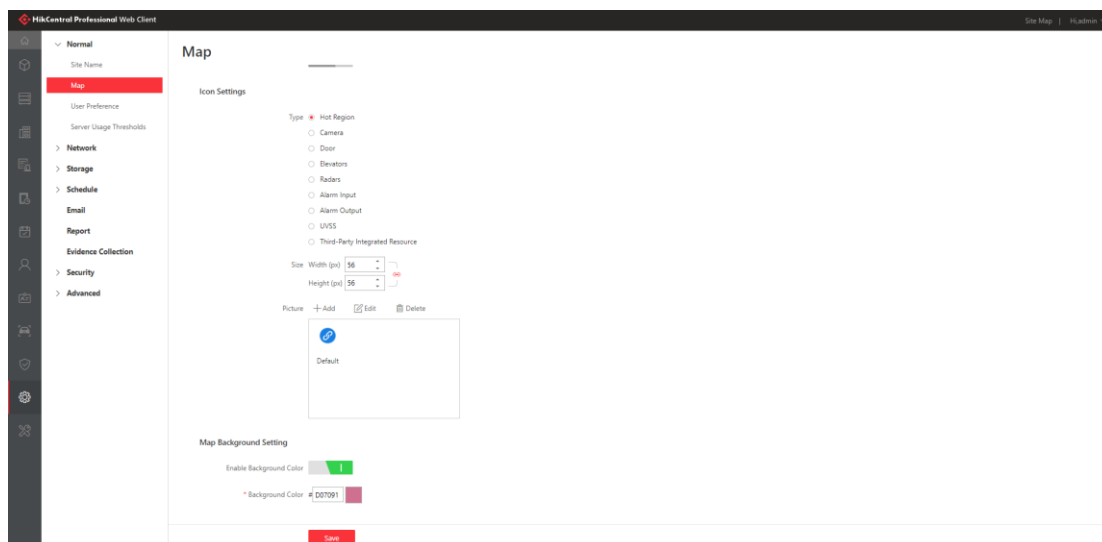 HikCentral Professional Web Client
Site Map | Hi,admin
Normal
Site Name
Map
User Preference
Server Usage Thresholds
Network
Storage
Schedule
Email
Report
Evidence Collection
Security
Advanced
Map
Icon Settings
Type Hot Region
Camera
Door
Elevators
Radars
Alarm Input
Alarm Output
UVSS
Third-Party Integrated Resource
Size Width (px) 56
Height (px) 56
Picture + Add Edit Delete
Default
Map Background Setting
Enable Background Color
* Background Color # D07091
Save